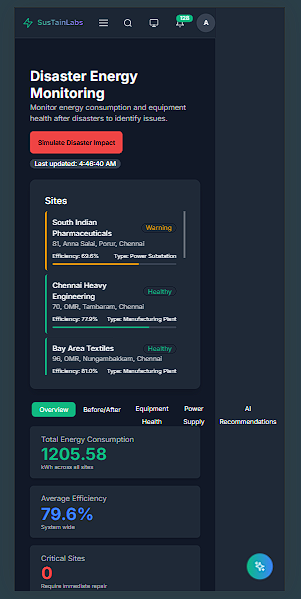 SusTainLabs
128
A
Disaster Energy
Monitoring
Monitor energy consumption and equipment
health after disasters to identify issues.
Simulate Disaster Impact
Last updated: 4:46:40 AM
Sites
South Indian
Pharmaceuticals
Warning
81, Anna Salai, Porur, Chennai
Efficiency: 69.6% Type: Power Substation
Chennai Heavy
Engineering
Healthy
70, OMR, Tambaram, Chennai
Efficiency: 77.9% Type: Manufacturing Plant
Bay Area Textiles Healthy
96, OMR, Nungambakkam, Chennai
Efficiency: 81.0% Type: Manufacturing Plant
Overview
Before/After
Equipment
Health
Power
Supply
AI
Recommendations
Total Energy Consumption
1205.58
kWh across all sites
Average Efficiency
79.6%
System wide
Critical Sites
0
Require immediate repair